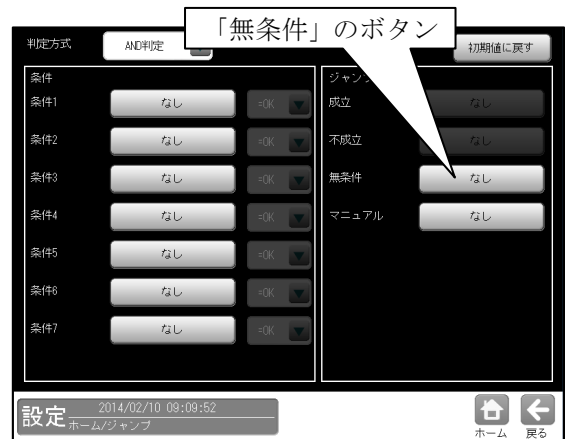 「無条件」のボタン
判定方式
AND判定
初期値に戻す
条件
条件1 なし =OK
条件2 なし =OK
条件3 なし =OK
条件4 なし =OK
条件5 なし =OK
条件6 なし =OK
条件7 なし =OK
ジャン
成立 なし
不成立 なし
無条件 なし
マニュアル なし
設定 2014/02/10 09:09:52
ホーム/ジャンプ
ホーム 戻る